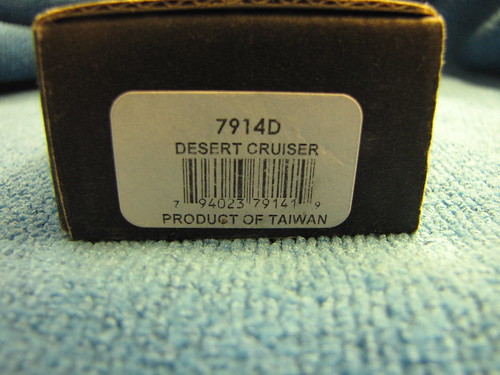 7914D
DESERT CRUISER
7 94023 79141 9
PRODUCT OF TAIWAN